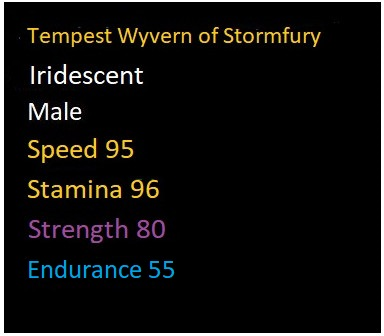 Tempest Wyvern of Stormfury
Iridescent
Male
Speed 95
Stamina 96
Strength 80
Endurance 55